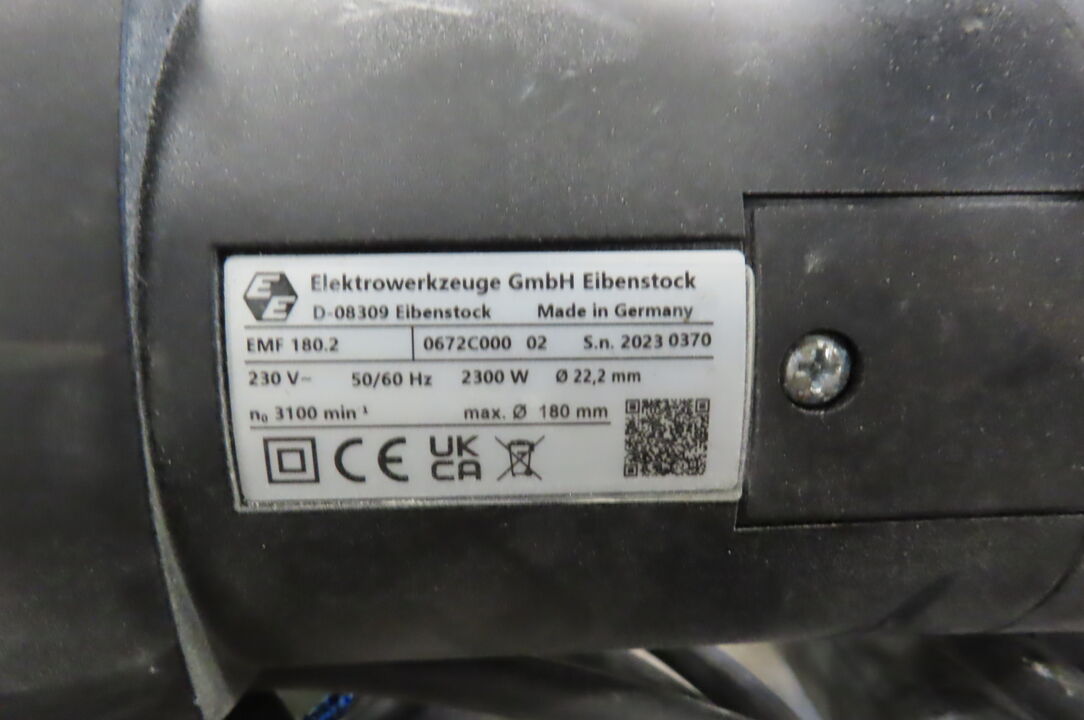 EE
Elektrowerkzeuge GmbH Eibenstock
D-08309 Eibenstock Made in Germany
EMF 180.2 0672C000 02 S.n. 2023 0370
230 V~ 50/60 Hz 2300 W Ø 22,2 mm
n₀ 3100 min⁻¹ max. Ø 180 mm
CE UK CA